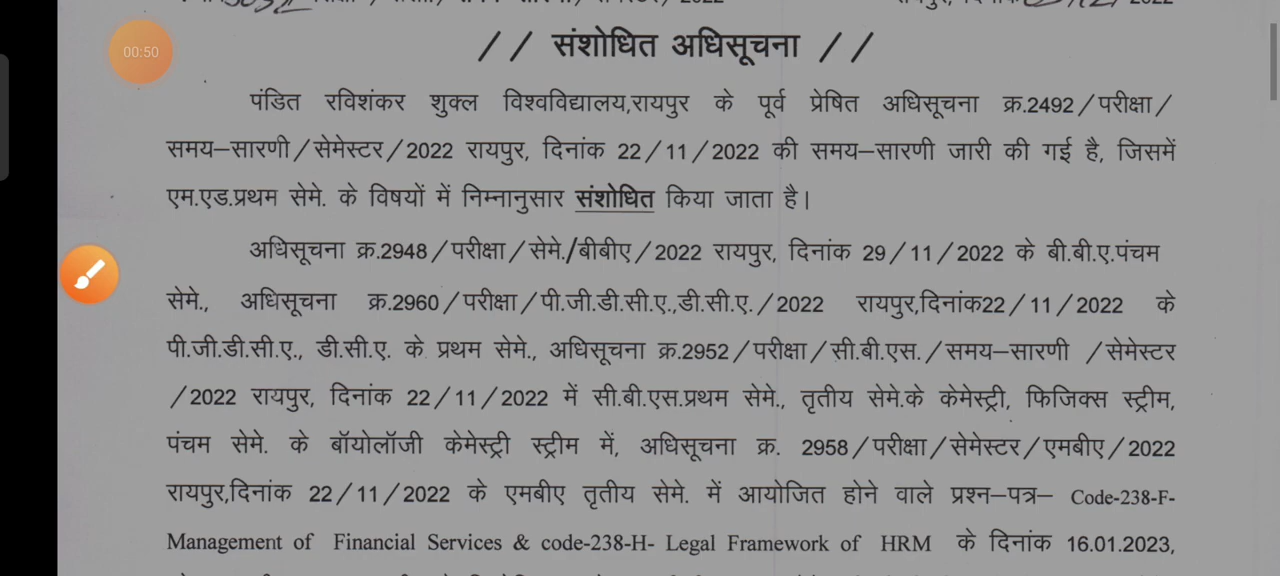 परीक्षा / 2022
00:50
// संशोधित अधिसूचना //
पंडित रविशंकर शुक्ल विश्वविद्यालय,रायपुर के पूर्व प्रेषित अधिसूचना क्र.2492/परीक्षा/
समय–सारणी/सेमेस्टर/2022 रायपुर, दिनांक 22/11/2022 की समय–सारणी जारी की गई है, जिसमें
एम.एड.प्रथम सेमे. के विषयों में निम्नानुसार संशोधित किया जाता है।
अधिसूचना क्र.2948/परीक्षा/सेमे./बीबीए/2022 रायपुर, दिनांक 29/11/2022 के बी.बी.ए.पंचम
सेमे., अधिसूचना क्र.2960/परीक्षा/पी.जी.डी.सी.ए.,डी.सी.ए./2022 रायपुर,दिनांक22/11/2022 के
पी.जी.डी.सी.ए., डी.सी.ए. के प्रथम सेमे., अधिसूचना क्र.2952/परीक्षा/सी.बी.एस./समय–सारणी /सेमेस्टर
/2022 रायपुर, दिनांक 22/11/2022 में सी.बी.एस.प्रथम सेमे., तृतीय सेमे.के केमेस्ट्री, फिजिक्स स्ट्रीम,
पंचम सेमे. के बॉयोलॉजी केमेस्ट्री स्ट्रीम में, अधिसूचना क्र. 2958/परीक्षा/सेमेस्टर/एमबीए/2022
रायपुर,दिनांक 22/11/2022 के एमबीए तृतीय सेमे. में आयोजित होने वाले प्रश्न–पत्र– Code-238-F-
Management of Financial Services & code-238-H- Legal Framework of HRM के दिनांक 16.01.2023,